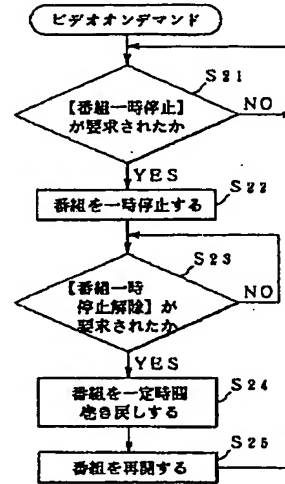 ビデオオンデマンド
S21
【番組一時停止】
が要求されたか
NO
YES
S22
番組を一時停止する
S23
【番組一時
停止解除】が
要求されたか
NO
YES
S24
番組を一定時間
巻き戻しする
S25
番組を再開する